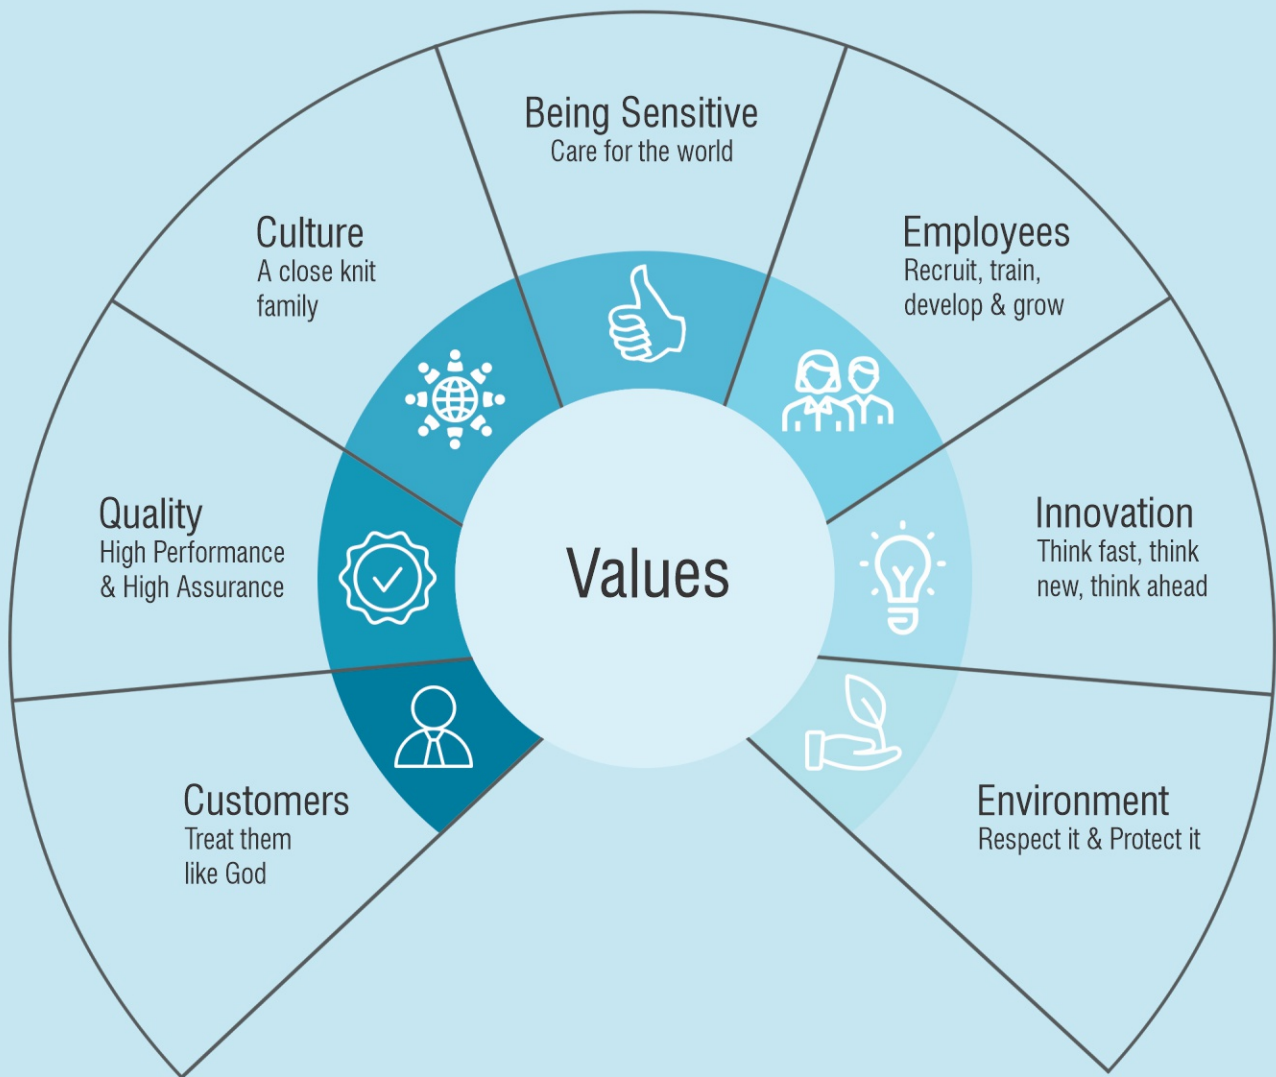 Being Sensitive
Care for the world
Culture
A close knit
family
Employees
Recruit, train,
develop & grow
Quality
High Performance
& High Assurance
Values
Innovation
Think fast, think
new, think ahead
Customers
Treat them
like God
Environment
Respect it & Protect it